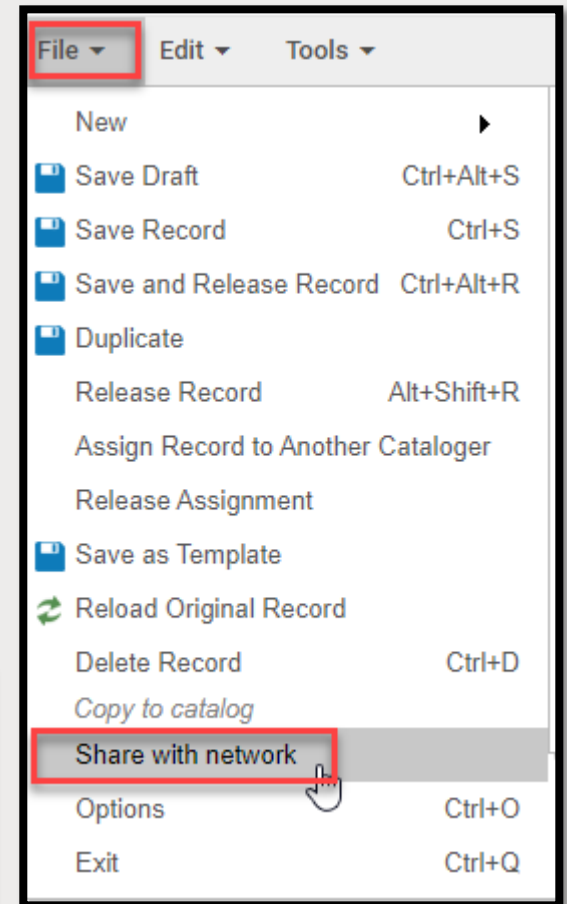 File Edit Tools
New
Save Draft Ctrl+Alt+S
Save Record Ctrl+S
Save and Release Record Ctrl+Alt+R
Duplicate
Release Record Alt+Shift+R
Assign Record to Another Cataloger
Release Assignment
Save as Template
Reload Original Record
Delete Record Ctrl+D
Copy to catalog
Share with network
Options Ctrl+O
Exit Ctrl+Q